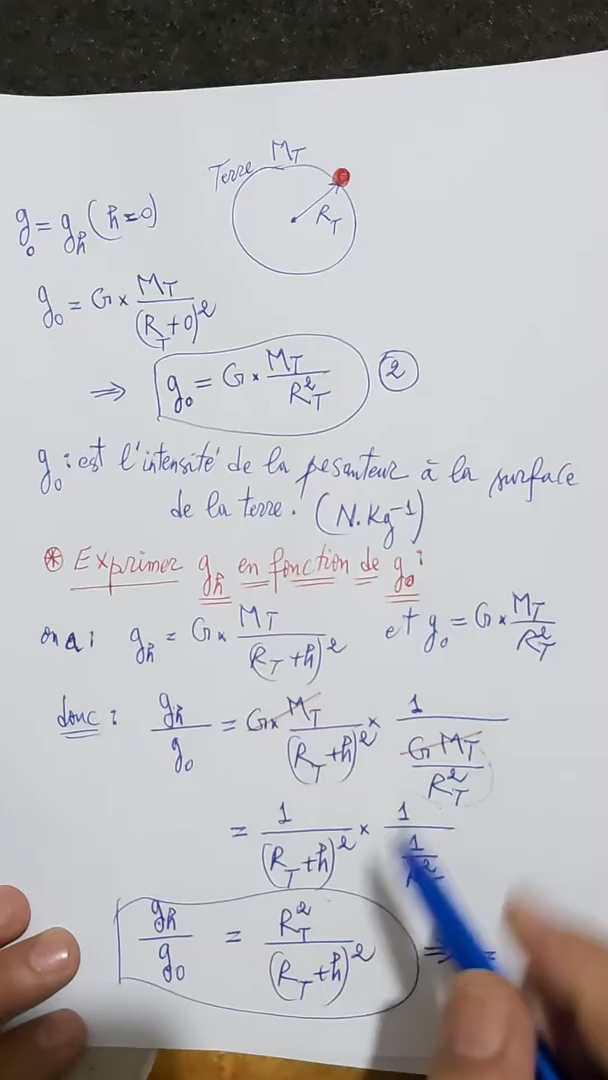 Terre M_T
R_T
g₀ = g_h (h=0)
g₀ = G × M_T / (R_T + 0)²
⇒ g₀ = G × M_T / R_T² ②
g₀ : est l'intensité de la pesanteur à la surface
de la terre. (N.Kg⁻¹)
⊛ Exprimer g_h en fonction de g₀ :
on a : g_h = G × M_T / (R_T + h)² et g₀ = G × M_T / R_T²
donc : g_h / g₀ = G × M_T / (R_T + h)² × 1 / (G M_T / R_T²)
= 1 / (R_T + h)² × 1 / (1 /
g_h / g₀ = R_T² / (R_T + h)² ⇒